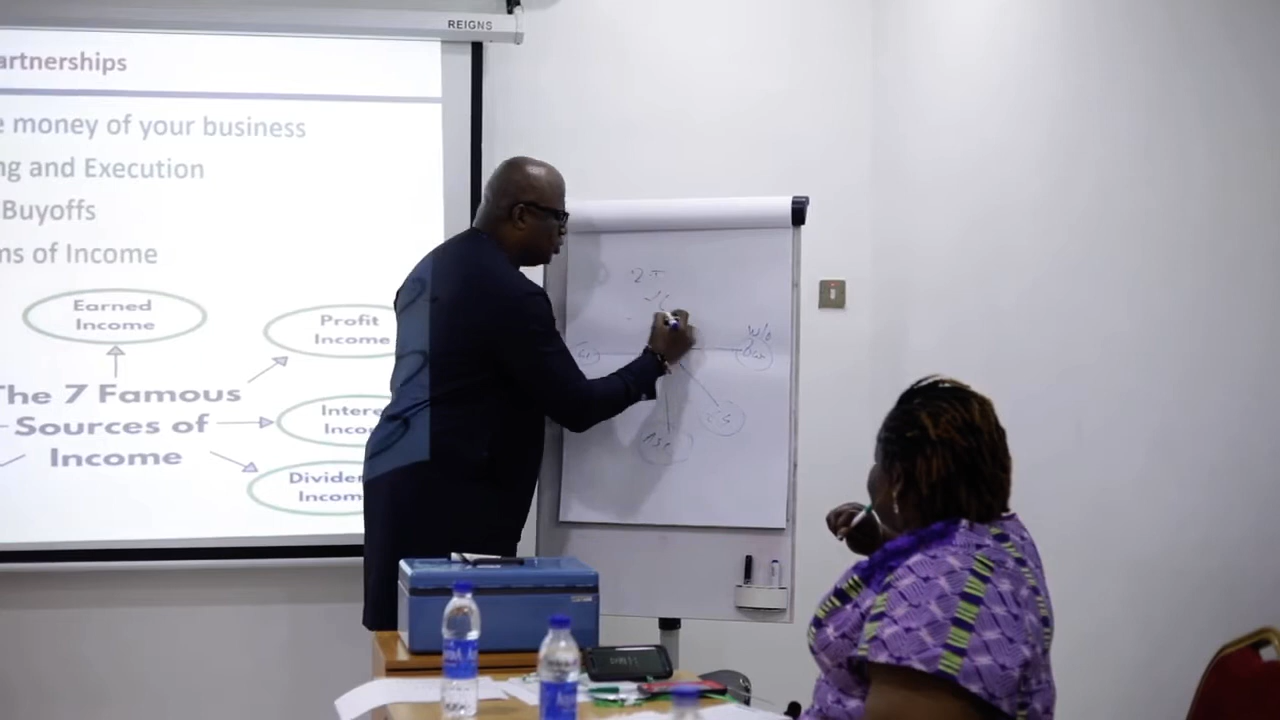 REIGNS
artnerships
e money of your business
ng and Execution
Buyoffs
ms of Income
Earned
Income
Profit
Income
The 7 Famous
Sources of
Income
Intere
Inco
Divide
Incom
w/o